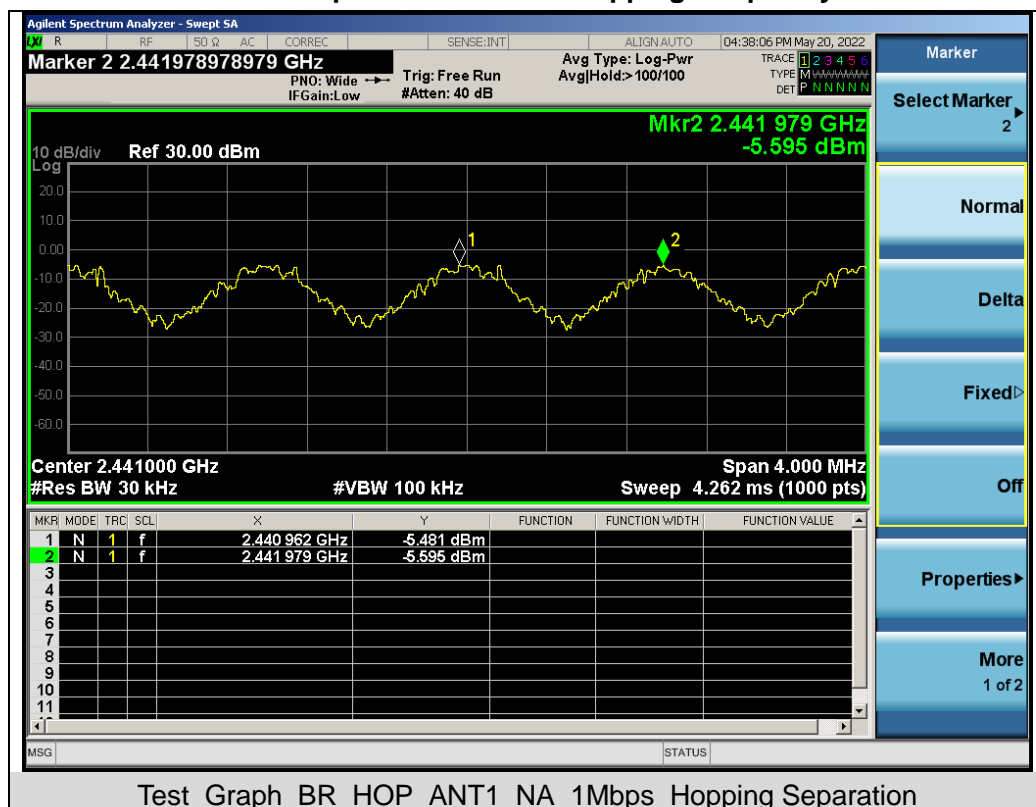 Agilent Spectrum Analyzer - Swept SA
LXI R RF 50 Ω AC CORREC SENSE:INT ALIGN AUTO 04:38:06 PM May 20, 2022
Marker 2 2.441978978979 GHz
PNO: Wide
IFGain:Low
Trig: Free Run
#Atten: 40 dB
Avg Type: Log-Pwr
Avg|Hold:>100/100
TRACE 1 2 3 4 5 6
TYPE M
DET P N N N N N
Mkr2 2.441 979 GHz
-5.595 dBm
10 dB/div Ref 30.00 dBm
Log
20.0
10.0
0.00
-10.0
-20.0
-30.0
-40.0
-50.0
-60.0
1
2
Center 2.441000 GHz Span 4.000 MHz
#Res BW 30 kHz #VBW 100 kHz Sweep 4.262 ms (1000 pts)
MKR MODE TRC SCL X Y FUNCTION FUNCTION WIDTH FUNCTION VALUE
1 N 1 f 2.440 962 GHz -5.481 dBm
2 N 1 f 2.441 979 GHz -5.595 dBm
3
4
5
6
7
8
9
10
11
MSG STATUS
Marker
Select Marker
2
Normal
Delta
Fixed
Off
Properties
More
1 of 2
Test_Graph_BR_HOP_ANT1_NA_1Mbps_Hopping Separation